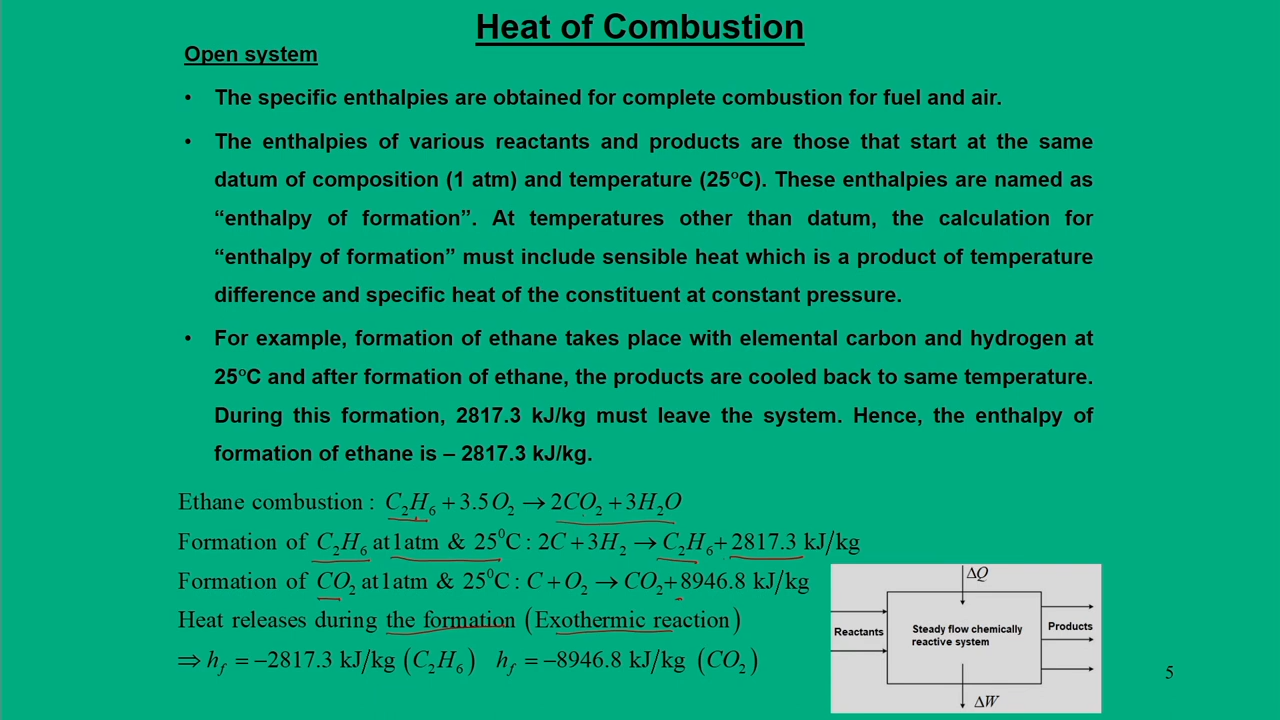 Heat of Combustion
Open system
• The specific enthalpies are obtained for complete combustion for fuel and air.
• The enthalpies of various reactants and products are those that start at the same
datum of composition (1 atm) and temperature (25°C). These enthalpies are named as
“enthalpy of formation”. At temperatures other than datum, the calculation for
“enthalpy of formation” must include sensible heat which is a product of temperature
difference and specific heat of the constituent at constant pressure.
• For example, formation of ethane takes place with elemental carbon and hydrogen at
25°C and after formation of ethane, the products are cooled back to same temperature.
During this formation, 2817.3 kJ/kg must leave the system. Hence, the enthalpy of
formation of ethane is – 2817.3 kJ/kg.
Ethane combustion : C₂H₆ + 3.5O₂ → 2CO₂ + 3H₂O
Formation of C₂H₆ at 1atm & 25⁰C : 2C + 3H₂ → C₂H₆ + 2817.3 kJ/kg
Formation of CO₂ at 1atm & 25⁰C : C + O₂ → CO₂ + 8946.8 kJ/kg
Heat releases during the formation (Exothermic reaction)
⇒ h_f = −2817.3 kJ/kg (C₂H₆) h_f = −8946.8 kJ/kg (CO₂)
ΔQ
Reactants
Steady flow chemically
reactive system
Products
ΔW
5